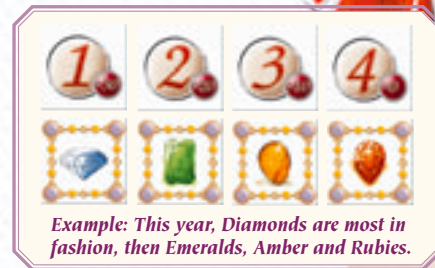 1 2 3 4
Example: This year, Diamonds are most in
fashion, then Emeralds, Amber and Rubies.